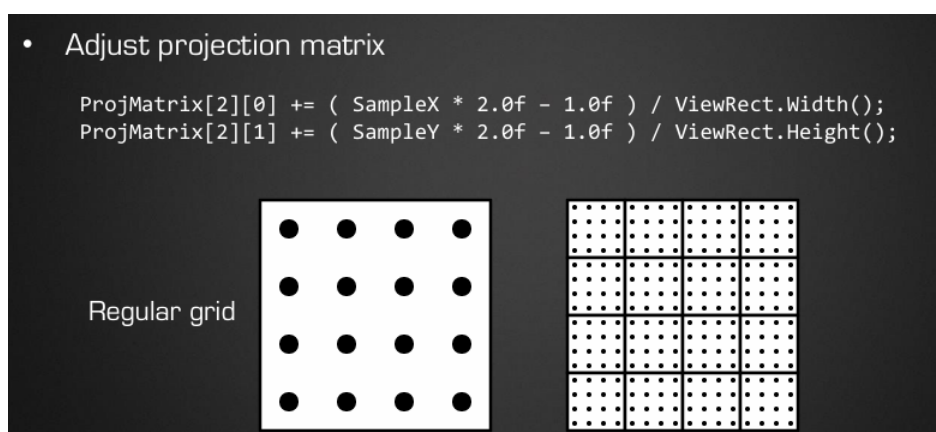 • Adjust projection matrix
ProjMatrix[2][0] += ( SampleX * 2.0f – 1.0f ) / ViewRect.Width();
ProjMatrix[2][1] += ( SampleY * 2.0f – 1.0f ) / ViewRect.Height();
Regular grid